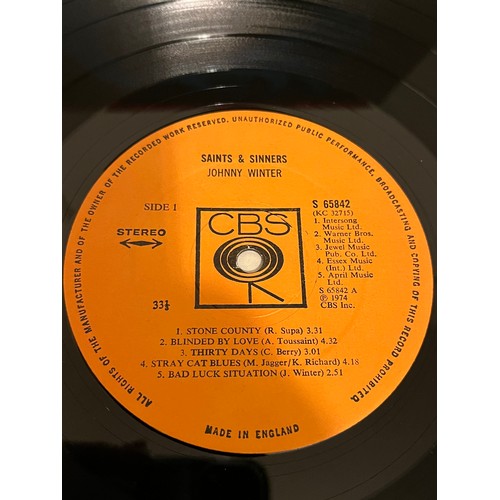 ALL RIGHTS OF THE MANUFACTURER AND OF THE OWNER OF THE RECORDED WORK RESERVED. UNAUTHORIZED PUBLIC PERFORMANCE, BROADCASTING AND COPYING OF THIS RECORD PROHIBITED.
SAINTS & SINNERS
JOHNNY WINTER
SIDE 1
STEREO
33⅓
CBS
S 65842
(KC 32715)
1. Intersong
Music Ltd.
2. Warner Bros.
Music Ltd.
3. Jewel Music
Pub. Co. Ltd.
4. Essex Music
(Int.) Ltd.
5. April Music
Ltd.
S 65842 A
℗ 1974
CBS Inc.
1. STONE COUNTY (R. Supa) 3.31
2. BLINDED BY LOVE (A. Toussaint) 4.32
3. THIRTY DAYS (C. Berry) 3.01
4. STRAY CAT BLUES (M. Jagger/K. Richard) 4.18
5. BAD LUCK SITUATION (J. Winter) 2.51
MADE IN ENGLAND